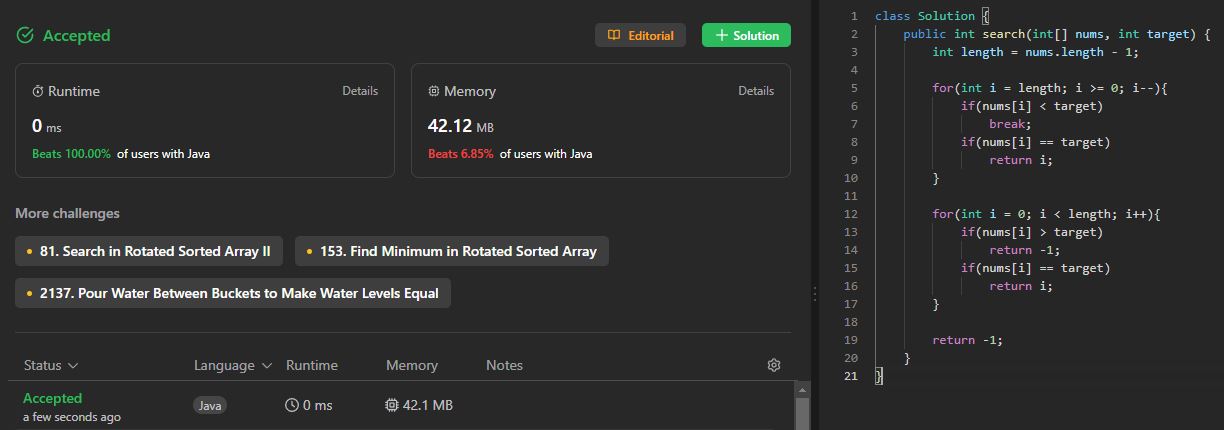 Accepted
Editorial
+ Solution
Runtime
Details
0 ms
Beats 100.00% of users with Java
Memory
Details
42.12 MB
Beats 6.85% of users with Java
More challenges
81. Search in Rotated Sorted Array II
153. Find Minimum in Rotated Sorted Array
2137. Pour Water Between Buckets to Make Water Levels Equal
Status Language Runtime Memory Notes
Accepted
a few seconds ago
Java
0 ms
42.1 MB
1 class Solution {
2     public int search(int[] nums, int target) {
3         int length = nums.length - 1;
4
5         for(int i = length; i >= 0; i--){
6             if(nums[i] < target)
7                 break;
8             if(nums[i] == target)
9                 return i;
10         }
11
12         for(int i = 0; i < length; i++){
13             if(nums[i] > target)
14                 return -1;
15             if(nums[i] == target)
16                 return i;
17         }
18
19         return -1;
20     }
21 }